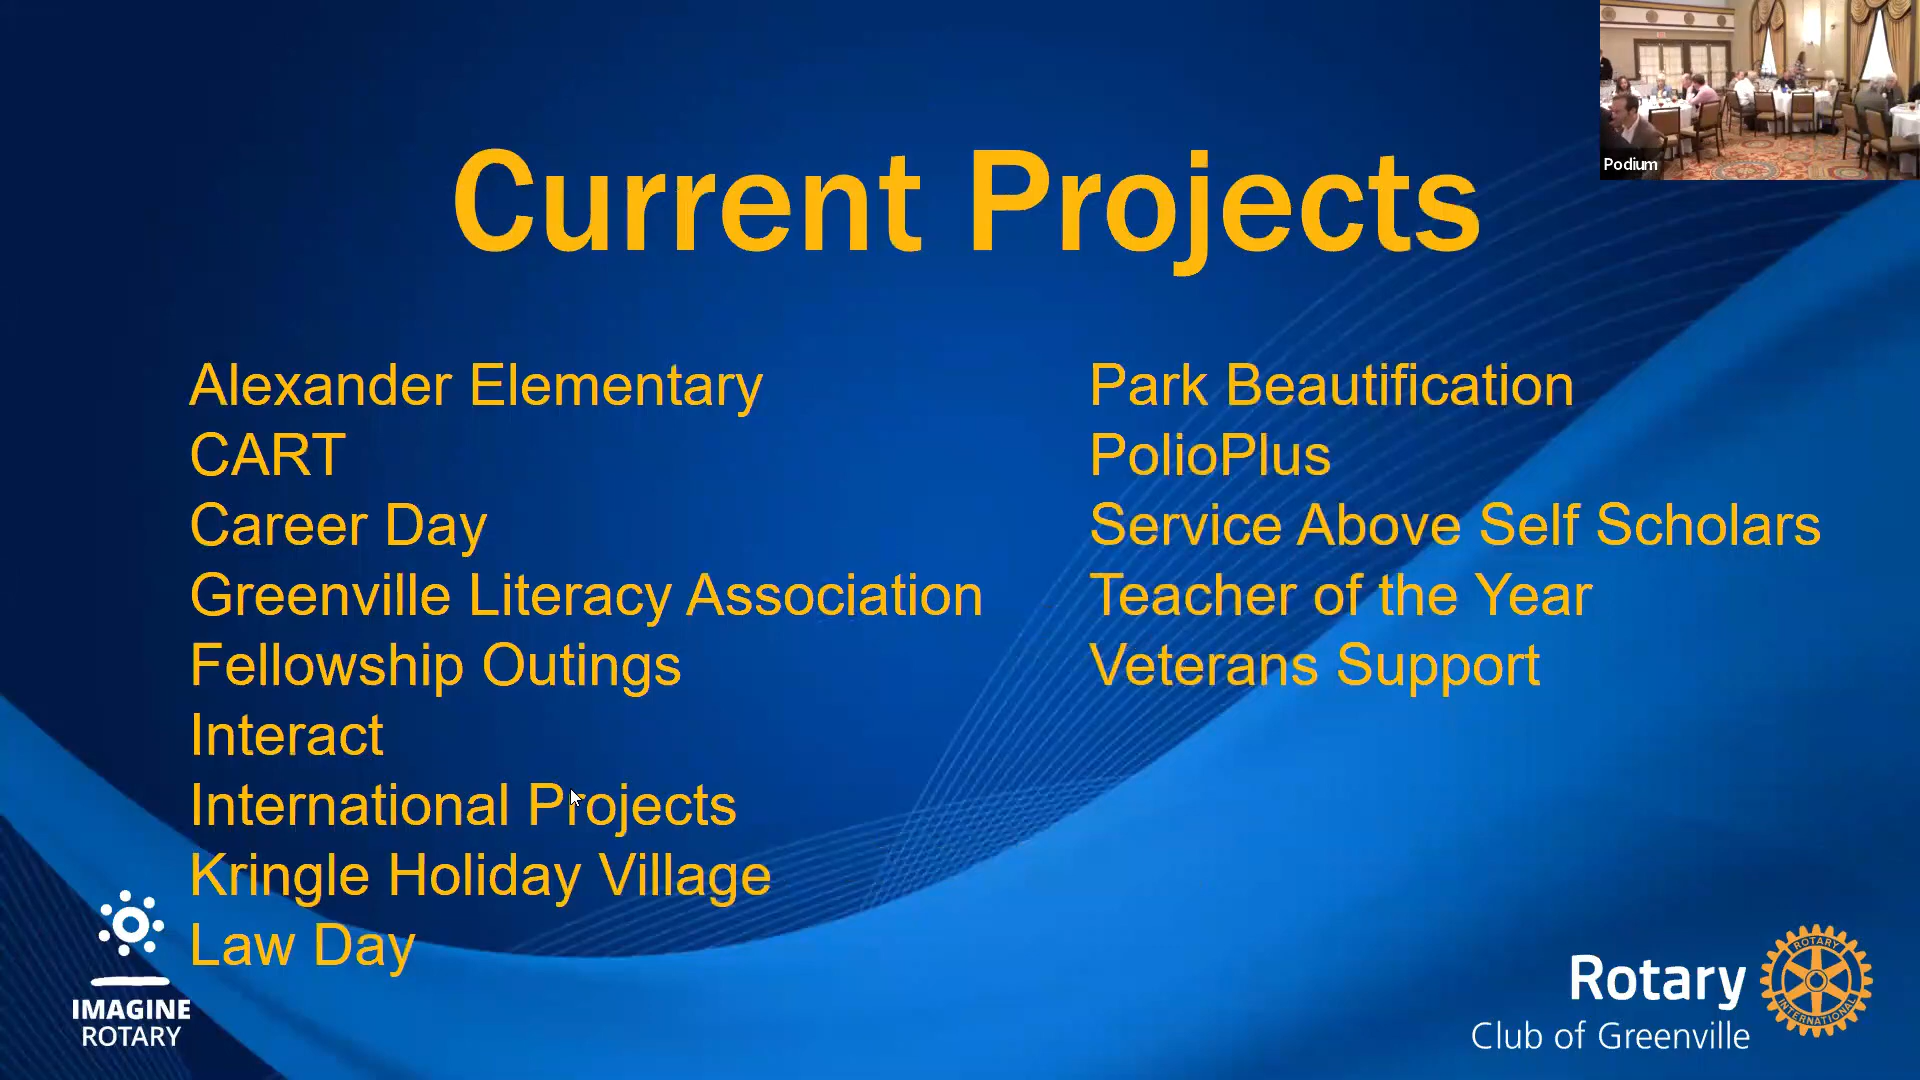 Podium
Current Projects
Alexander Elementary
CART
Career Day
Greenville Literacy Association
Fellowship Outings
Interact
International Projects
Kringle Holiday Village
Law Day
Park Beautification
PolioPlus
Service Above Self Scholars
Teacher of the Year
Veterans Support
IMAGINE
ROTARY
Rotary
Club of Greenville
ROTARY
INTERNATIONAL